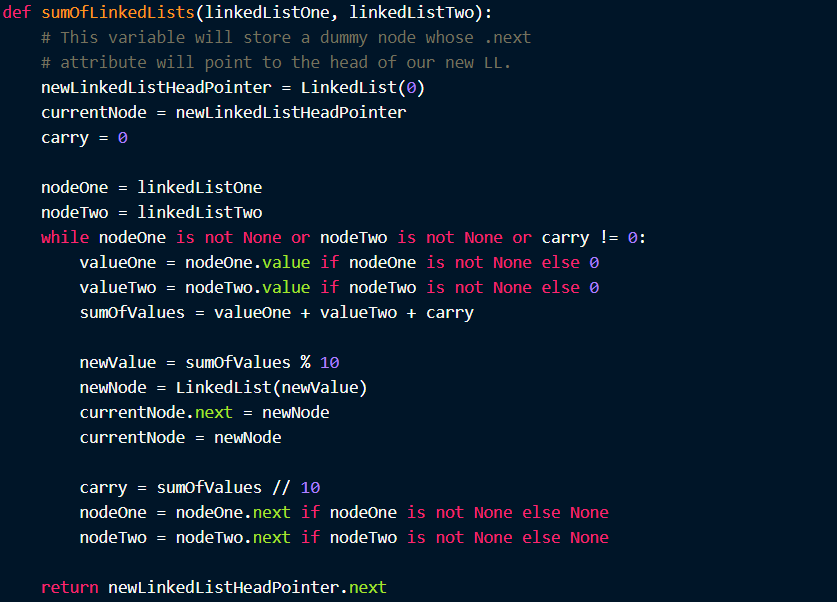 def sumOfLinkedLists(linkedListOne, linkedListTwo):
    # This variable will store a dummy node whose .next
    # attribute will point to the head of our new LL.
    newLinkedListHeadPointer = LinkedList(0)
    currentNode = newLinkedListHeadPointer
    carry = 0

    nodeOne = linkedListOne
    nodeTwo = linkedListTwo
    while nodeOne is not None or nodeTwo is not None or carry != 0:
        valueOne = nodeOne.value if nodeOne is not None else 0
        valueTwo = nodeTwo.value if nodeTwo is not None else 0
        sumOfValues = valueOne + valueTwo + carry

        newValue = sumOfValues % 10
        newNode = LinkedList(newValue)
        currentNode.next = newNode
        currentNode = newNode

        carry = sumOfValues // 10
        nodeOne = nodeOne.next if nodeOne is not None else None
        nodeTwo = nodeTwo.next if nodeTwo is not None else None

    return newLinkedListHeadPointer.next